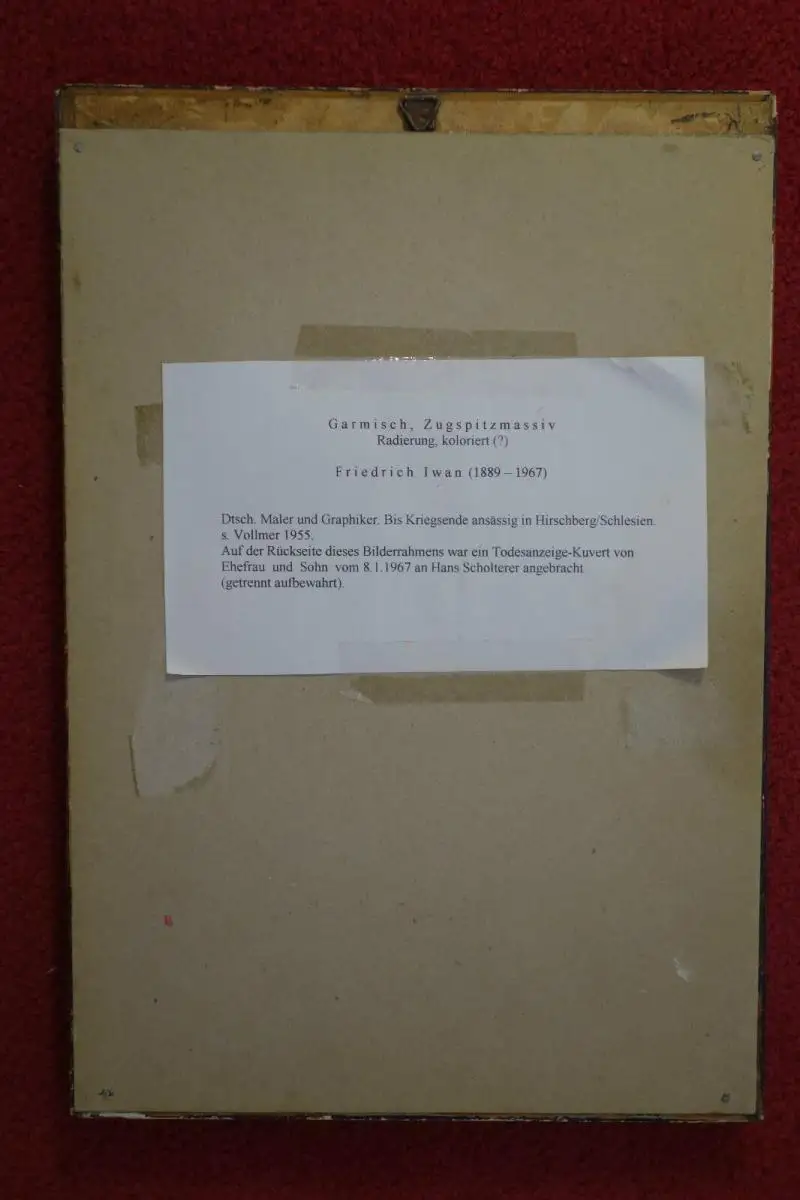 Garmisch, Zugspitzmassiv
Radierung, koloriert (?)
Friedrich Iwan (1889 – 1967)
Dtsch. Maler und Graphiker. Bis Kriegsende ansässig in Hirschberg/Schlesien.
s. Vollmer 1955.
Auf der Rückseite dieses Bilderrahmens war ein Todesanzeige-Kuvert von
Ehefrau und Sohn vom 8.1.1967 an Hans Scholterer angebracht
(getrennt aufbewahrt).